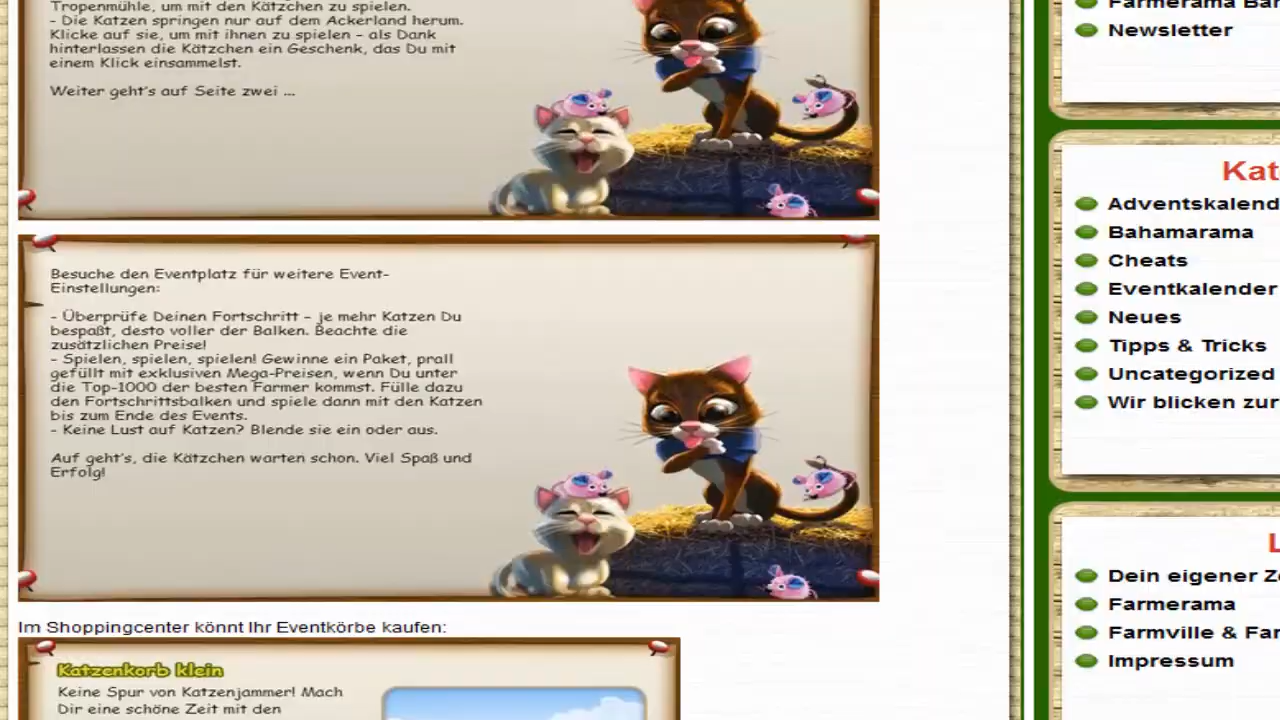 Tropenmühle, um mit den Kätzchen zu spielen.
- Die Katzen springen nur auf dem Ackerland herum.
Klicke auf sie, um mit ihnen zu spielen - als Dank
hinterlassen die Kätzchen ein Geschenk, das Du mit
einem Klick einsammelst.
Weiter geht's auf Seite zwei ...
Besuche den Eventplatz für weitere Event-
Einstellungen:
- Überprüfe Deinen Fortschritt - je mehr Katzen Du
bespaßt, desto voller der Balken. Beachte die
zusätzlichen Preise!
- Spielen, spielen, spielen! Gewinne ein Paket, prall
gefüllt mit exklusiven Mega-Preisen, wenn Du unter
die Top-1000 der besten Farmer kommst. Fülle dazu
den Fortschrittsbalken und spiele dann mit den Katzen
bis zum Ende des Events.
- Keine Lust auf Katzen? Blende sie ein oder aus.
Auf geht's, die Kätzchen warten schon. Viel Spaß und
Erfolg!
Im Shoppingcenter könnt Ihr Eventkörbe kaufen:
Katzenkorb klein
Keine Spur von Katzenjammer! Mach
Dir eine schöne Zeit mit den
Farmerama Bar
Newsletter
Kat
Adventskalend
Bahamarama
Cheats
Eventkalender
Neues
Tipps & Tricks
Uncategorized
Wir blicken zur
L
Dein eigener Ze
Farmerama
Farmville & Far
Impressum